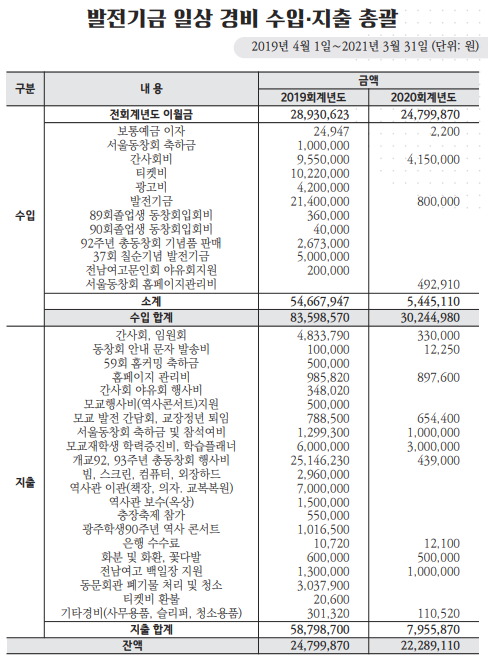 발전기금 일상 경비 수입·지출 총괄
2019년 4월 1일~2021년 3월 31일 (단위: 원)
구분 내 용 금액
2019회계년도 2020회계년도
전회계년도 이월금 28,930,623 24,799,870
수입
보통예금 이자 24,947 2,200
서울동창회 축하금 1,000,000
간사회비 9,550,000 4,150,000
티켓비 10,220,000
광고비 4,200,000
발전기금 21,400,000 800,000
89회졸업생 동창회입회비 360,000
90회졸업생 동창회입회비 40,000
92주년 총동창회 기념품 판매 2,673,000
37회 칠순기념 발전기금 5,000,000
전남여고문인회 야유회지원 200,000
서울동창회 홈페이지관리비 492,910
소계 54,667,947 5,445,110
수입 합계 83,598,570 30,244,980
지출
간사회, 임원회 4,833,790 330,000
동창회 안내 문자 발송비 100,000 12,250
59회 홈커밍 축하금 500,000
홈페이지 관리비 985,820 897,600
간사회 야유회 행사비 348,020
모교행사비(역사콘서트)지원 500,000
모교 발전 간담회, 교장정년 퇴임 788,500 654,400
서울동창회 축하금 및 참석여비 1,299,300 1,000,000
모교재학생 학력증진비, 학습플래너 6,000,000 3,000,000
개교92, 93주년 총동창회 행사비 25,146,230 439,000
빔, 스크린, 컴퓨터, 외장하드 2,960,000
역사관 이관(책장, 의자. 교복복원) 7,000,000
역사관 보수(옥상) 1,500,000
충장축제 참가 550,000
광주학생90주년 역사 콘서트 1,016,500
은행 수수료 10,720 12,100
화분 및 화환, 꽃다발 600,000 500,000
전남여고 백일장 지원 1,300,000 1,000,000
동문회관 폐기물 처리 및 청소 3,037,900
티켓비 환불 20,600
기타경비(사무용품, 슬리퍼, 청소용품) 301,320 110,520
지출 합계 58,798,700 7,955,870
잔액 24,799,870 22,289,110